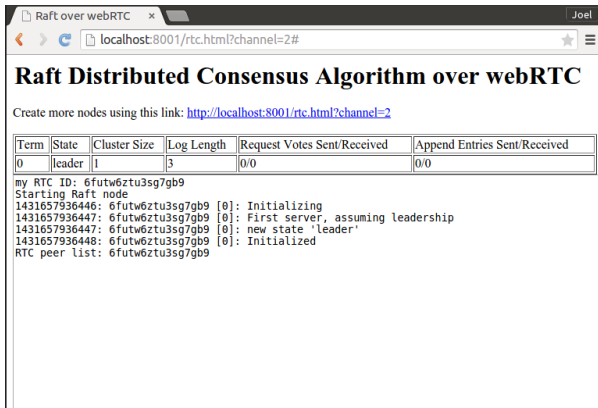 Raft over webRTC ×
Joel
localhost:8001/rtc.html?channel=2#
Raft Distributed Consensus Algorithm over webRTC
Create more nodes using this link: http://localhost:8001/rtc.html?channel=2
Term State Cluster Size Log Length Request Votes Sent/Received Append Entries Sent/Received
0 leader 1 3 0/0 0/0
my RTC ID: 6futw6ztu3sg7gb9
Starting Raft node
1431657936446: 6futw6ztu3sg7gb9 [0]: Initializing
1431657936447: 6futw6ztu3sg7gb9 [0]: First server, assuming leadership
1431657936447: 6futw6ztu3sg7gb9 [0]: new state 'leader'
1431657936448: 6futw6ztu3sg7gb9 [0]: Initialized
RTC peer list: 6futw6ztu3sg7gb9